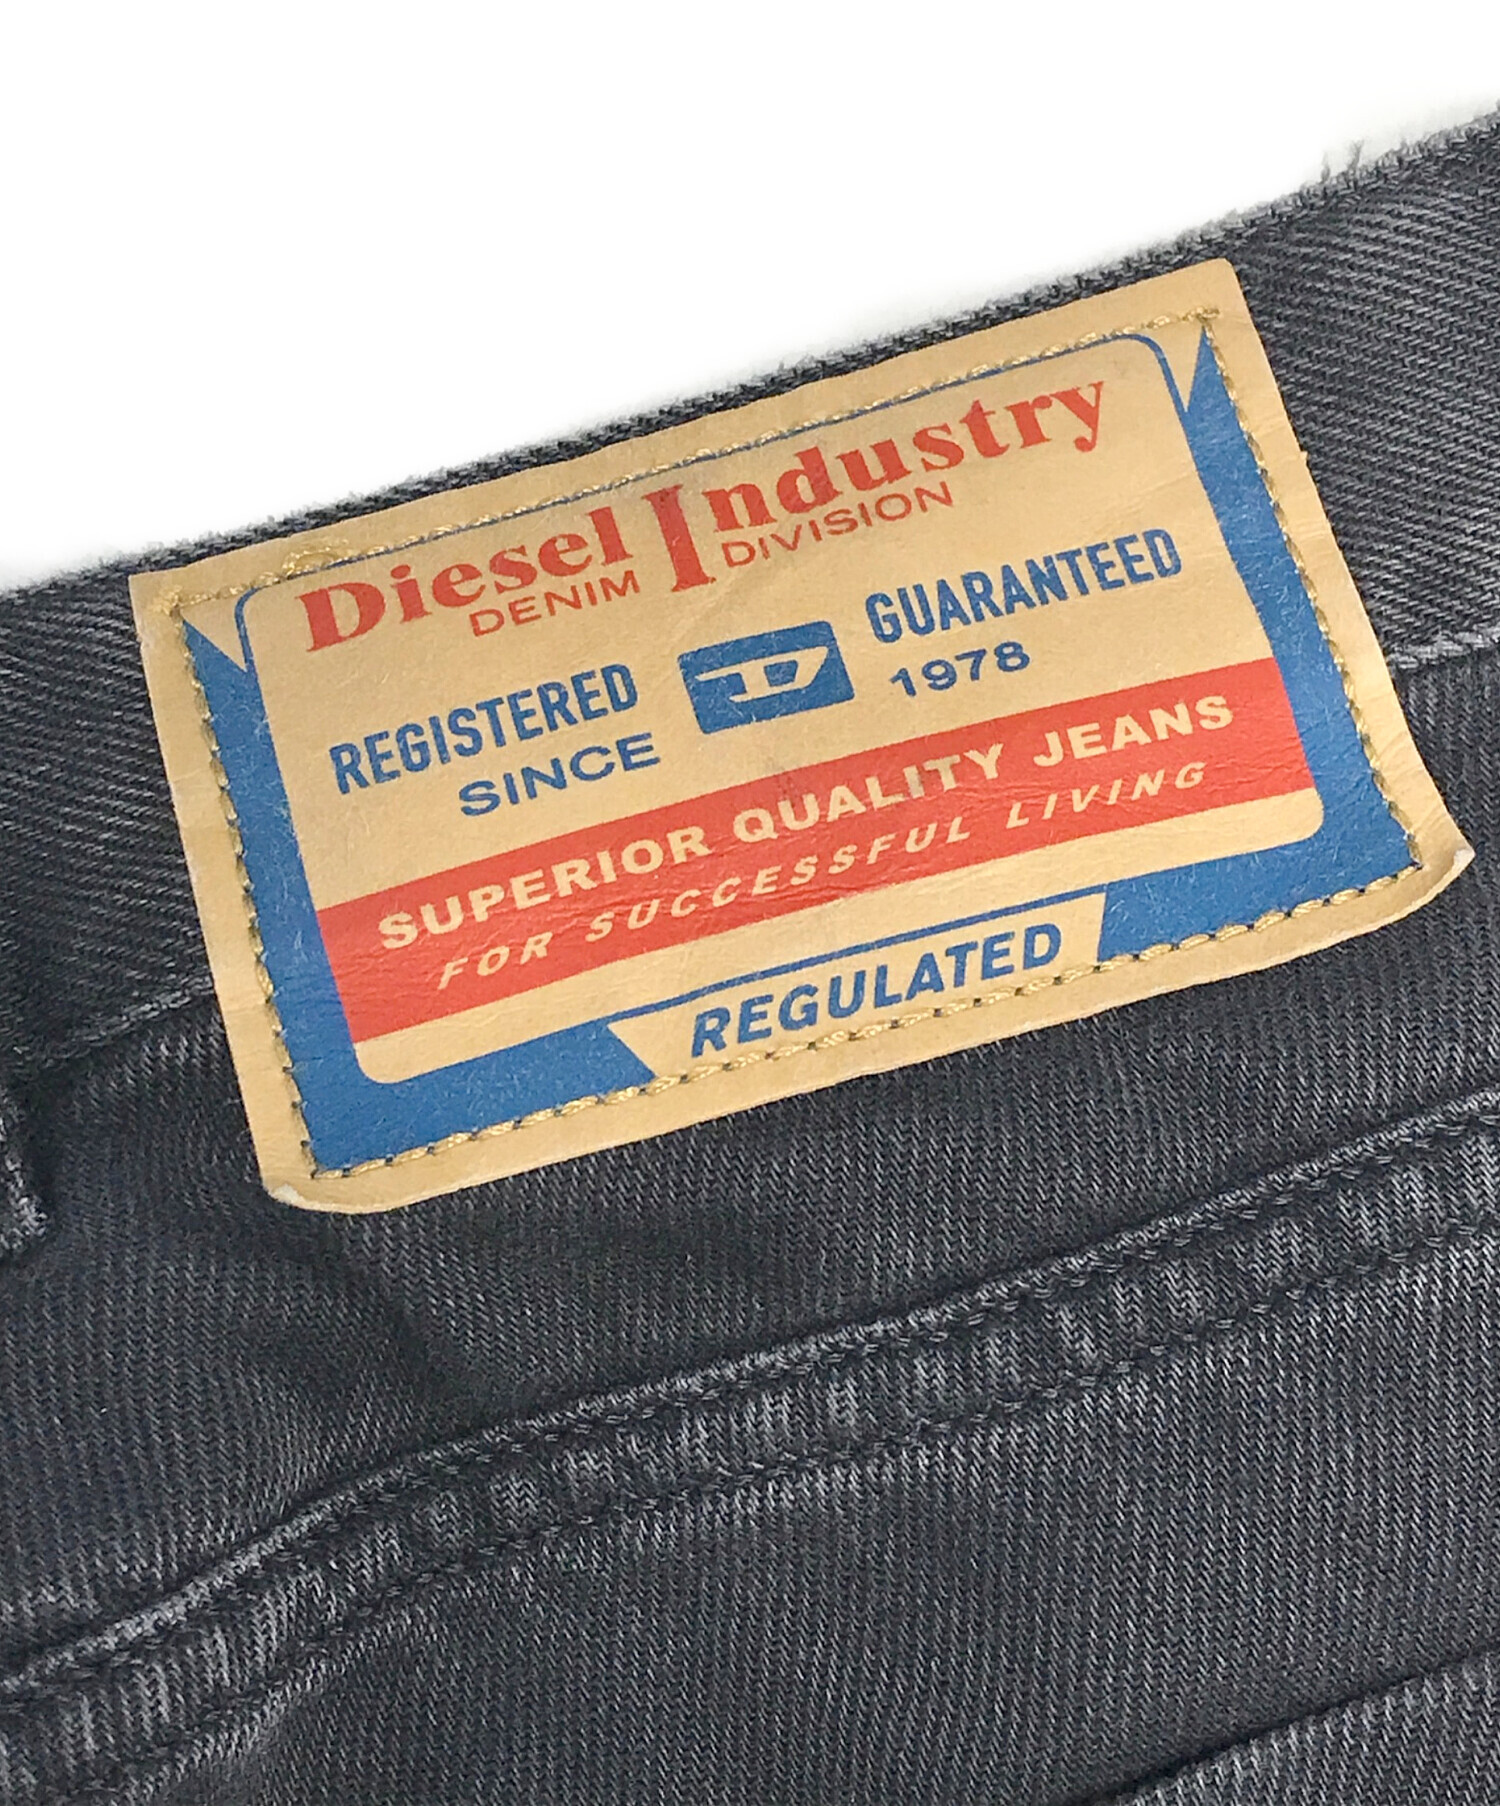 Diesel Industry
DENIM DIVISION
REGISTERED D GUARANTEED
SINCE 1978
SUPERIOR QUALITY JEANS
FOR SUCCESSFUL LIVING
REGULATED